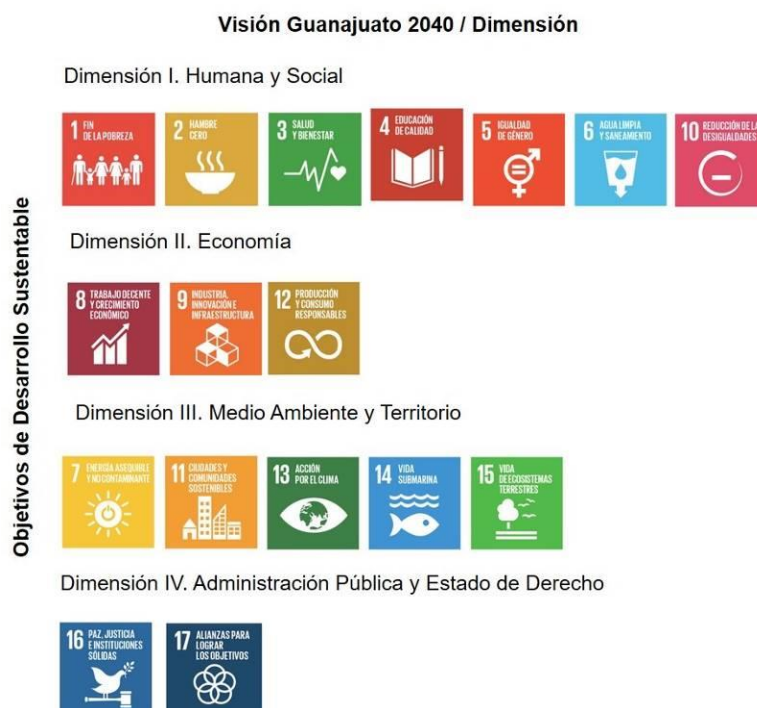 Visión Guanajuato 2040 / Dimensión
Objetivos de Desarrollo Sustentable
Dimensión I. Humana y Social
1 FIN
DE LA POBREZA
2 HAMBRE
CERO
3 SALUD
Y BIENESTAR
4 EDUCACIÓN
DE CALIDAD
5 IGUALDAD
DE GÉNERO
6 AGUA LIMPIA
Y SANEAMIENTO
10 REDUCCIÓN DE LA
DESIGUALDADES
Dimensión II. Economía
8 TRABAJO DECENTE
Y CRECIMIENTO
ECONÓMICO
9 INDUSTRIA,
INNOVACIÓN E
INFRAESTRUCTURA
12 PRODUCCIÓN
Y CONSUMO
RESPONSABLES
Dimensión III. Medio Ambiente y Territorio
7 ENERGÍA ASEQUIBLE
Y NO CONTAMINANTE
11 CIUDADES Y
COMUNIDADES
SOSTENIBLES
13 ACCIÓN
POR EL CLIMA
14 VIDA
SUBMARINA
15 VIDA
DE ECOSISTEMAS
TERRESTRES
Dimensión IV. Administración Pública y Estado de Derecho
16 PAZ, JUSTICIA
E INSTITUCIONES
SÓLIDAS
17 ALIANZAS PARA
LOGRAR
LOS OBJETIVOS